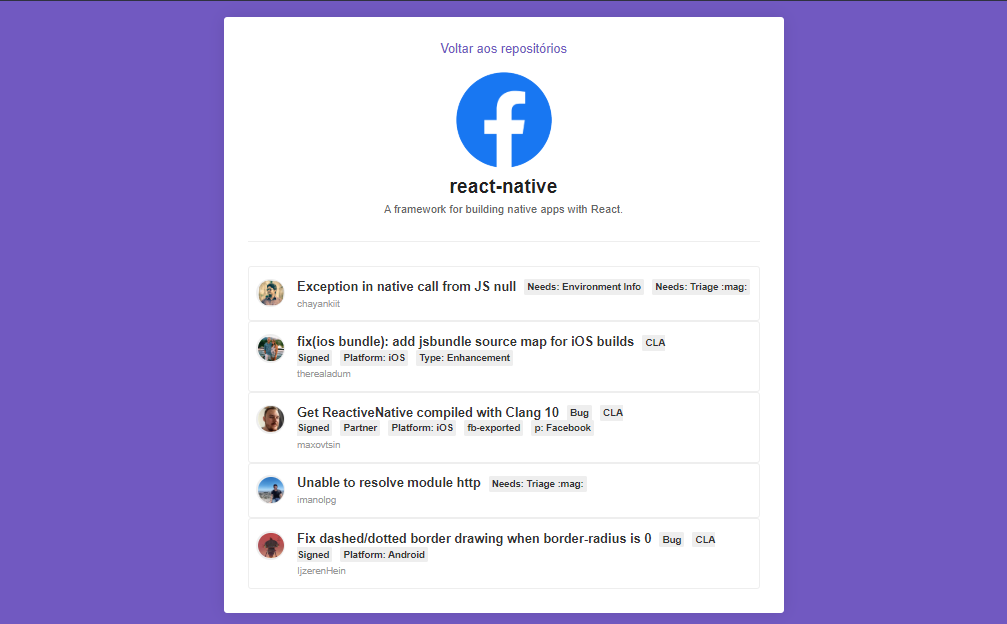 Voltar aos repositórios
react-native
A framework for building native apps with React.
Exception in native call from JS null Needs: Environment Info Needs: Triage :mag:
chayankiit
fix(ios bundle): add jsbundle source map for iOS builds CLA
Signed Platform: iOS Type: Enhancement
therealadum
Get ReactiveNative compiled with Clang 10 Bug CLA
Signed Partner Platform: iOS fb-exported p: Facebook
maxovtsin
Unable to resolve module http Needs: Triage :mag:
imanolpg
Fix dashed/dotted border drawing when border-radius is 0 Bug CLA
Signed Platform: Android
IjzerenHein